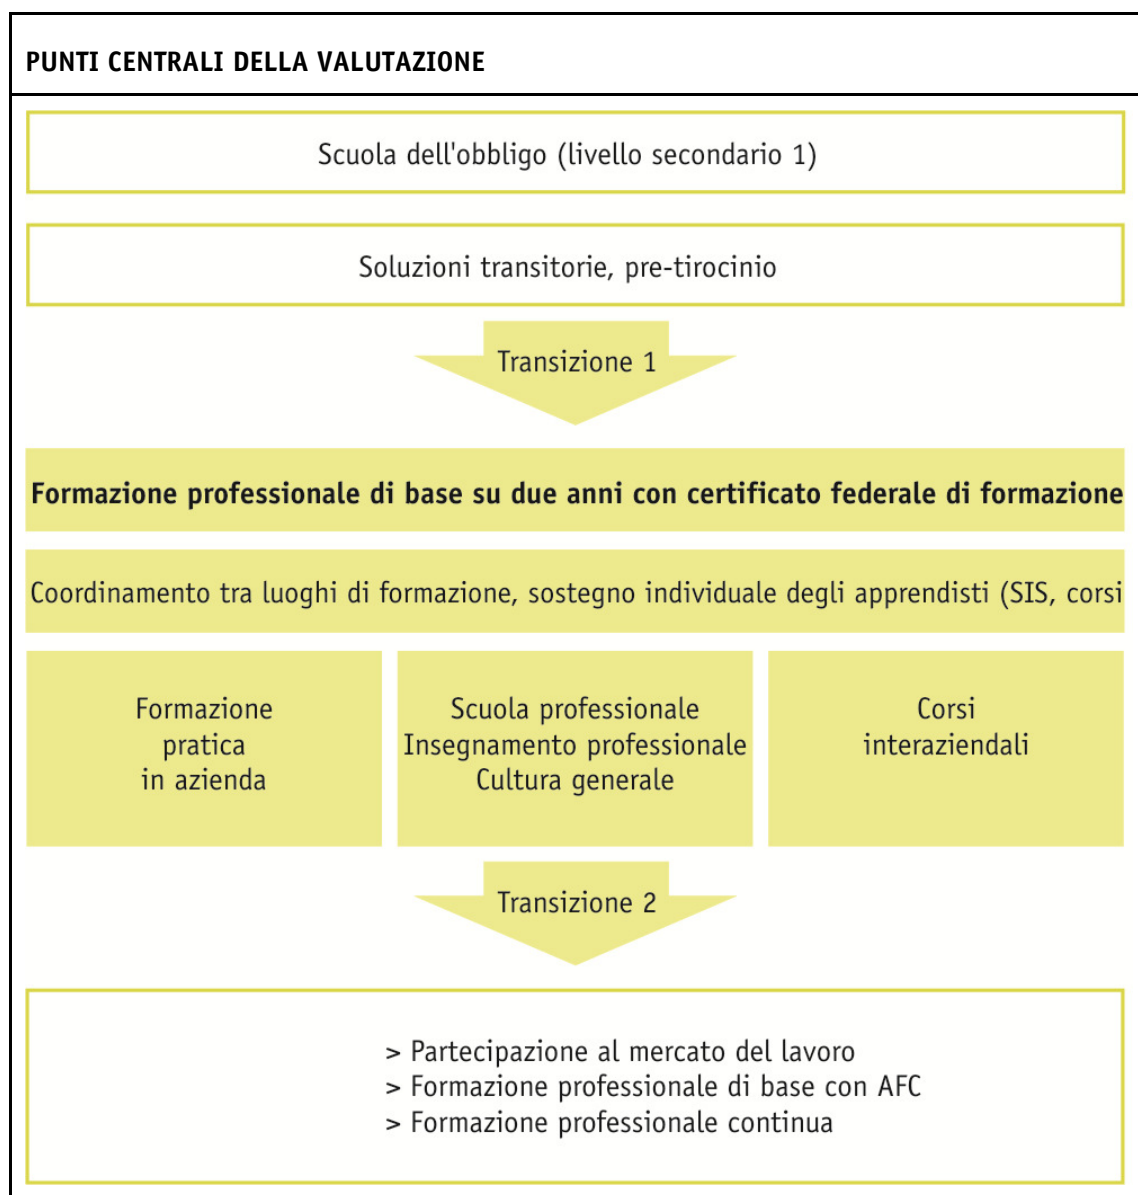 PUNTI CENTRALI DELLA VALUTAZIONE
Scuola dell'obbligo (livello secondario 1)
Soluzioni transitorie, pre-tirocinio
Transizione 1
Formazione professionale di base su due anni con certificato federale di formazione
Coordinamento tra luoghi di formazione, sostegno individuale degli apprendisti (SIS, corsi
Formazione
pratica
in azienda
Scuola professionale
Insegnamento professionale
Cultura generale
Corsi
interaziendali
Transizione 2
> Partecipazione al mercato del lavoro
> Formazione professionale di base con AFC
> Formazione professionale continua